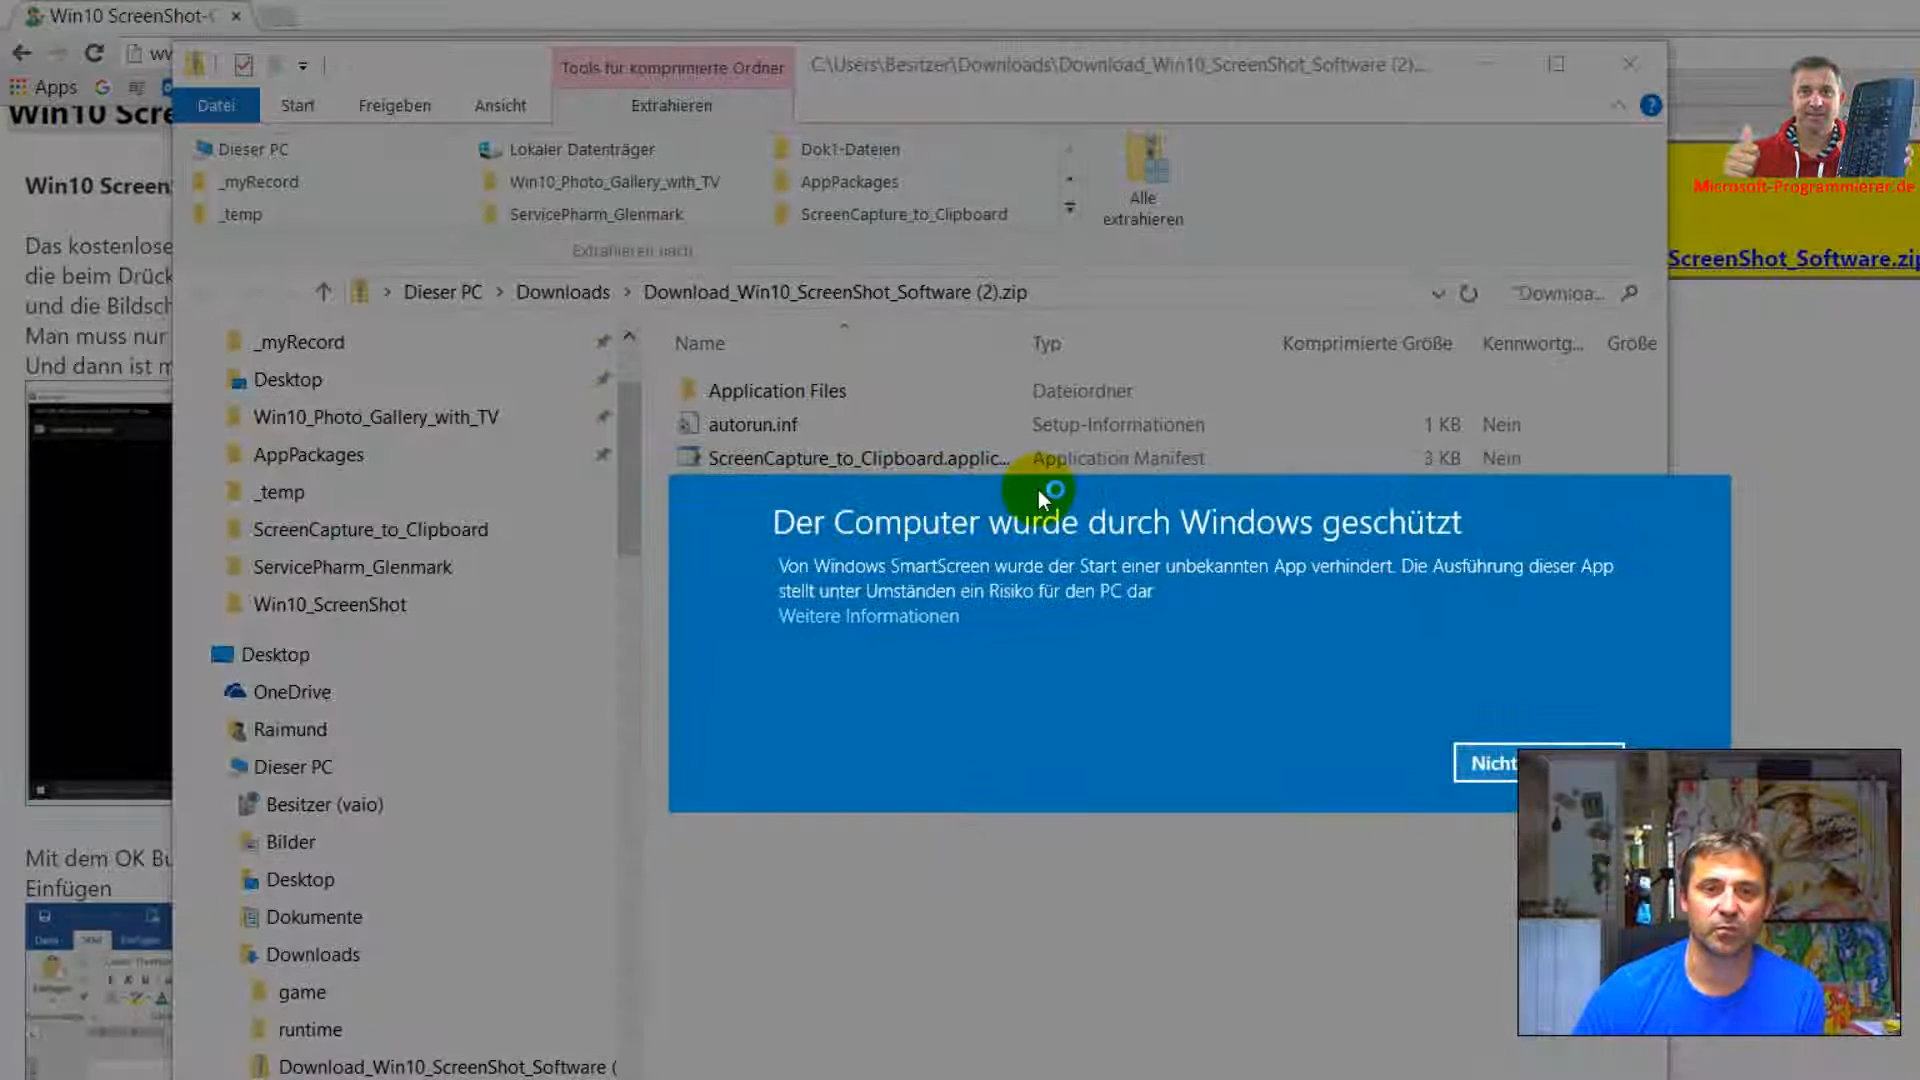 Win10 ScreenShot-
Apps
Win10 Scre
Win10 Screen
Das kostenlose
die beim Drück
und die Bildsch
Man muss nur
Und dann ist m
Mit dem OK Bu
Einfügen
Tools für komprimierte Ordner
C:\Users\Besitzer\Downloads\Download_Win10_ScreenShot_Software (2)...
Datei
Start
Freigeben
Ansicht
Extrahieren
Dieser PC
Lokaler Datenträger
Dok1-Dateien
_myRecord
Win10_Photo_Gallery_with_TV
AppPackages
_temp
ServicePharm_Glenmark
ScreenCapture_to_Clipboard
Alle
extrahieren
Extrahieren nach
Dieser PC
Downloads
Download_Win10_ScreenShot_Software (2).zip
"Downloa...
_myRecord
Desktop
Win10_Photo_Gallery_with_TV
AppPackages
_temp
ScreenCapture_to_Clipboard
ServicePharm_Glenmark
Win10_ScreenShot
Desktop
OneDrive
Raimund
Dieser PC
Besitzer (vaio)
Bilder
Desktop
Dokumente
Downloads
game
runtime
Download_Win10_ScreenShot_Software (
Name
Typ
Komprimierte Größe
Kennwortg...
Größe
Application Files
Dateiordner
autorun.inf
Setup-Informationen
1 KB
Nein
ScreenCapture_to_Clipboard.applic...
Application Manifest
3 KB
Nein
Der Computer wurde durch Windows geschützt
Von Windows SmartScreen wurde der Start einer unbekannten App verhindert. Die Ausführung dieser App
stellt unter Umständen ein Risiko für den PC dar
Weitere Informationen
Nicht
Microsoft-Programmierer.de
ScreenShot_Software.zip